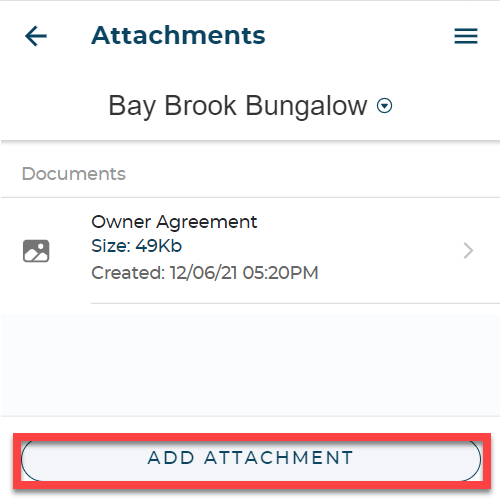 Attachments
Bay Brook Bungalow
Documents
Owner Agreement
Size: 49Kb
Created: 12/06/21 05:20PM
ADD ATTACHMENT